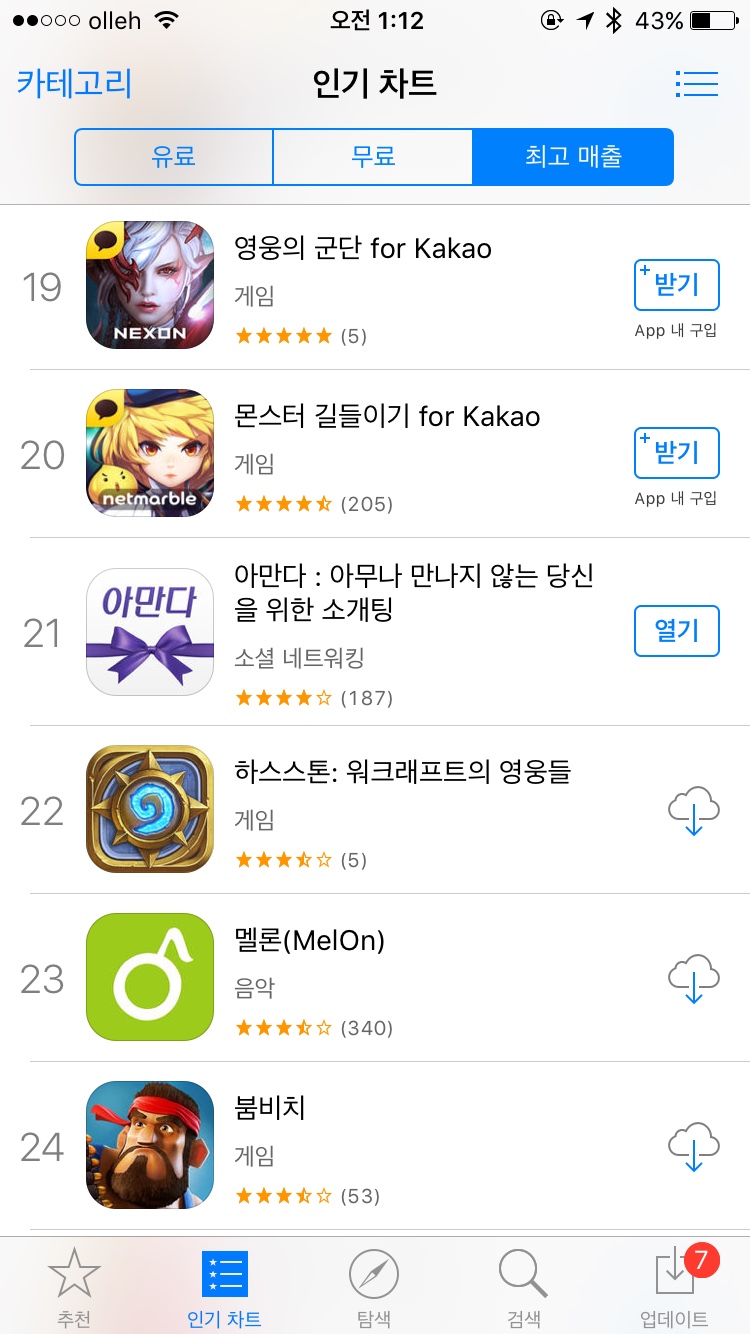 olleh 오전 1:12 43%
카테고리 인기 차트
유료 무료 최고 매출
19 NEXON 영웅의 군단 for Kakao 받기
게임
(5) App 내 구입
20 netmarble 몬스터 길들이기 for Kakao 받기
게임
(205) App 내 구입
21 아만다 아만다 : 아무나 만나지 않는 당신
을 위한 소개팅 열기
소셜 네트워킹
(187)
22 하스스톤: 워크래프트의 영웅들
게임
(5)
23 멜론(MelOn)
음악
(340)
24 붐비치
게임
(53)
7
추천 인기 차트 탐색 검색 업데이트